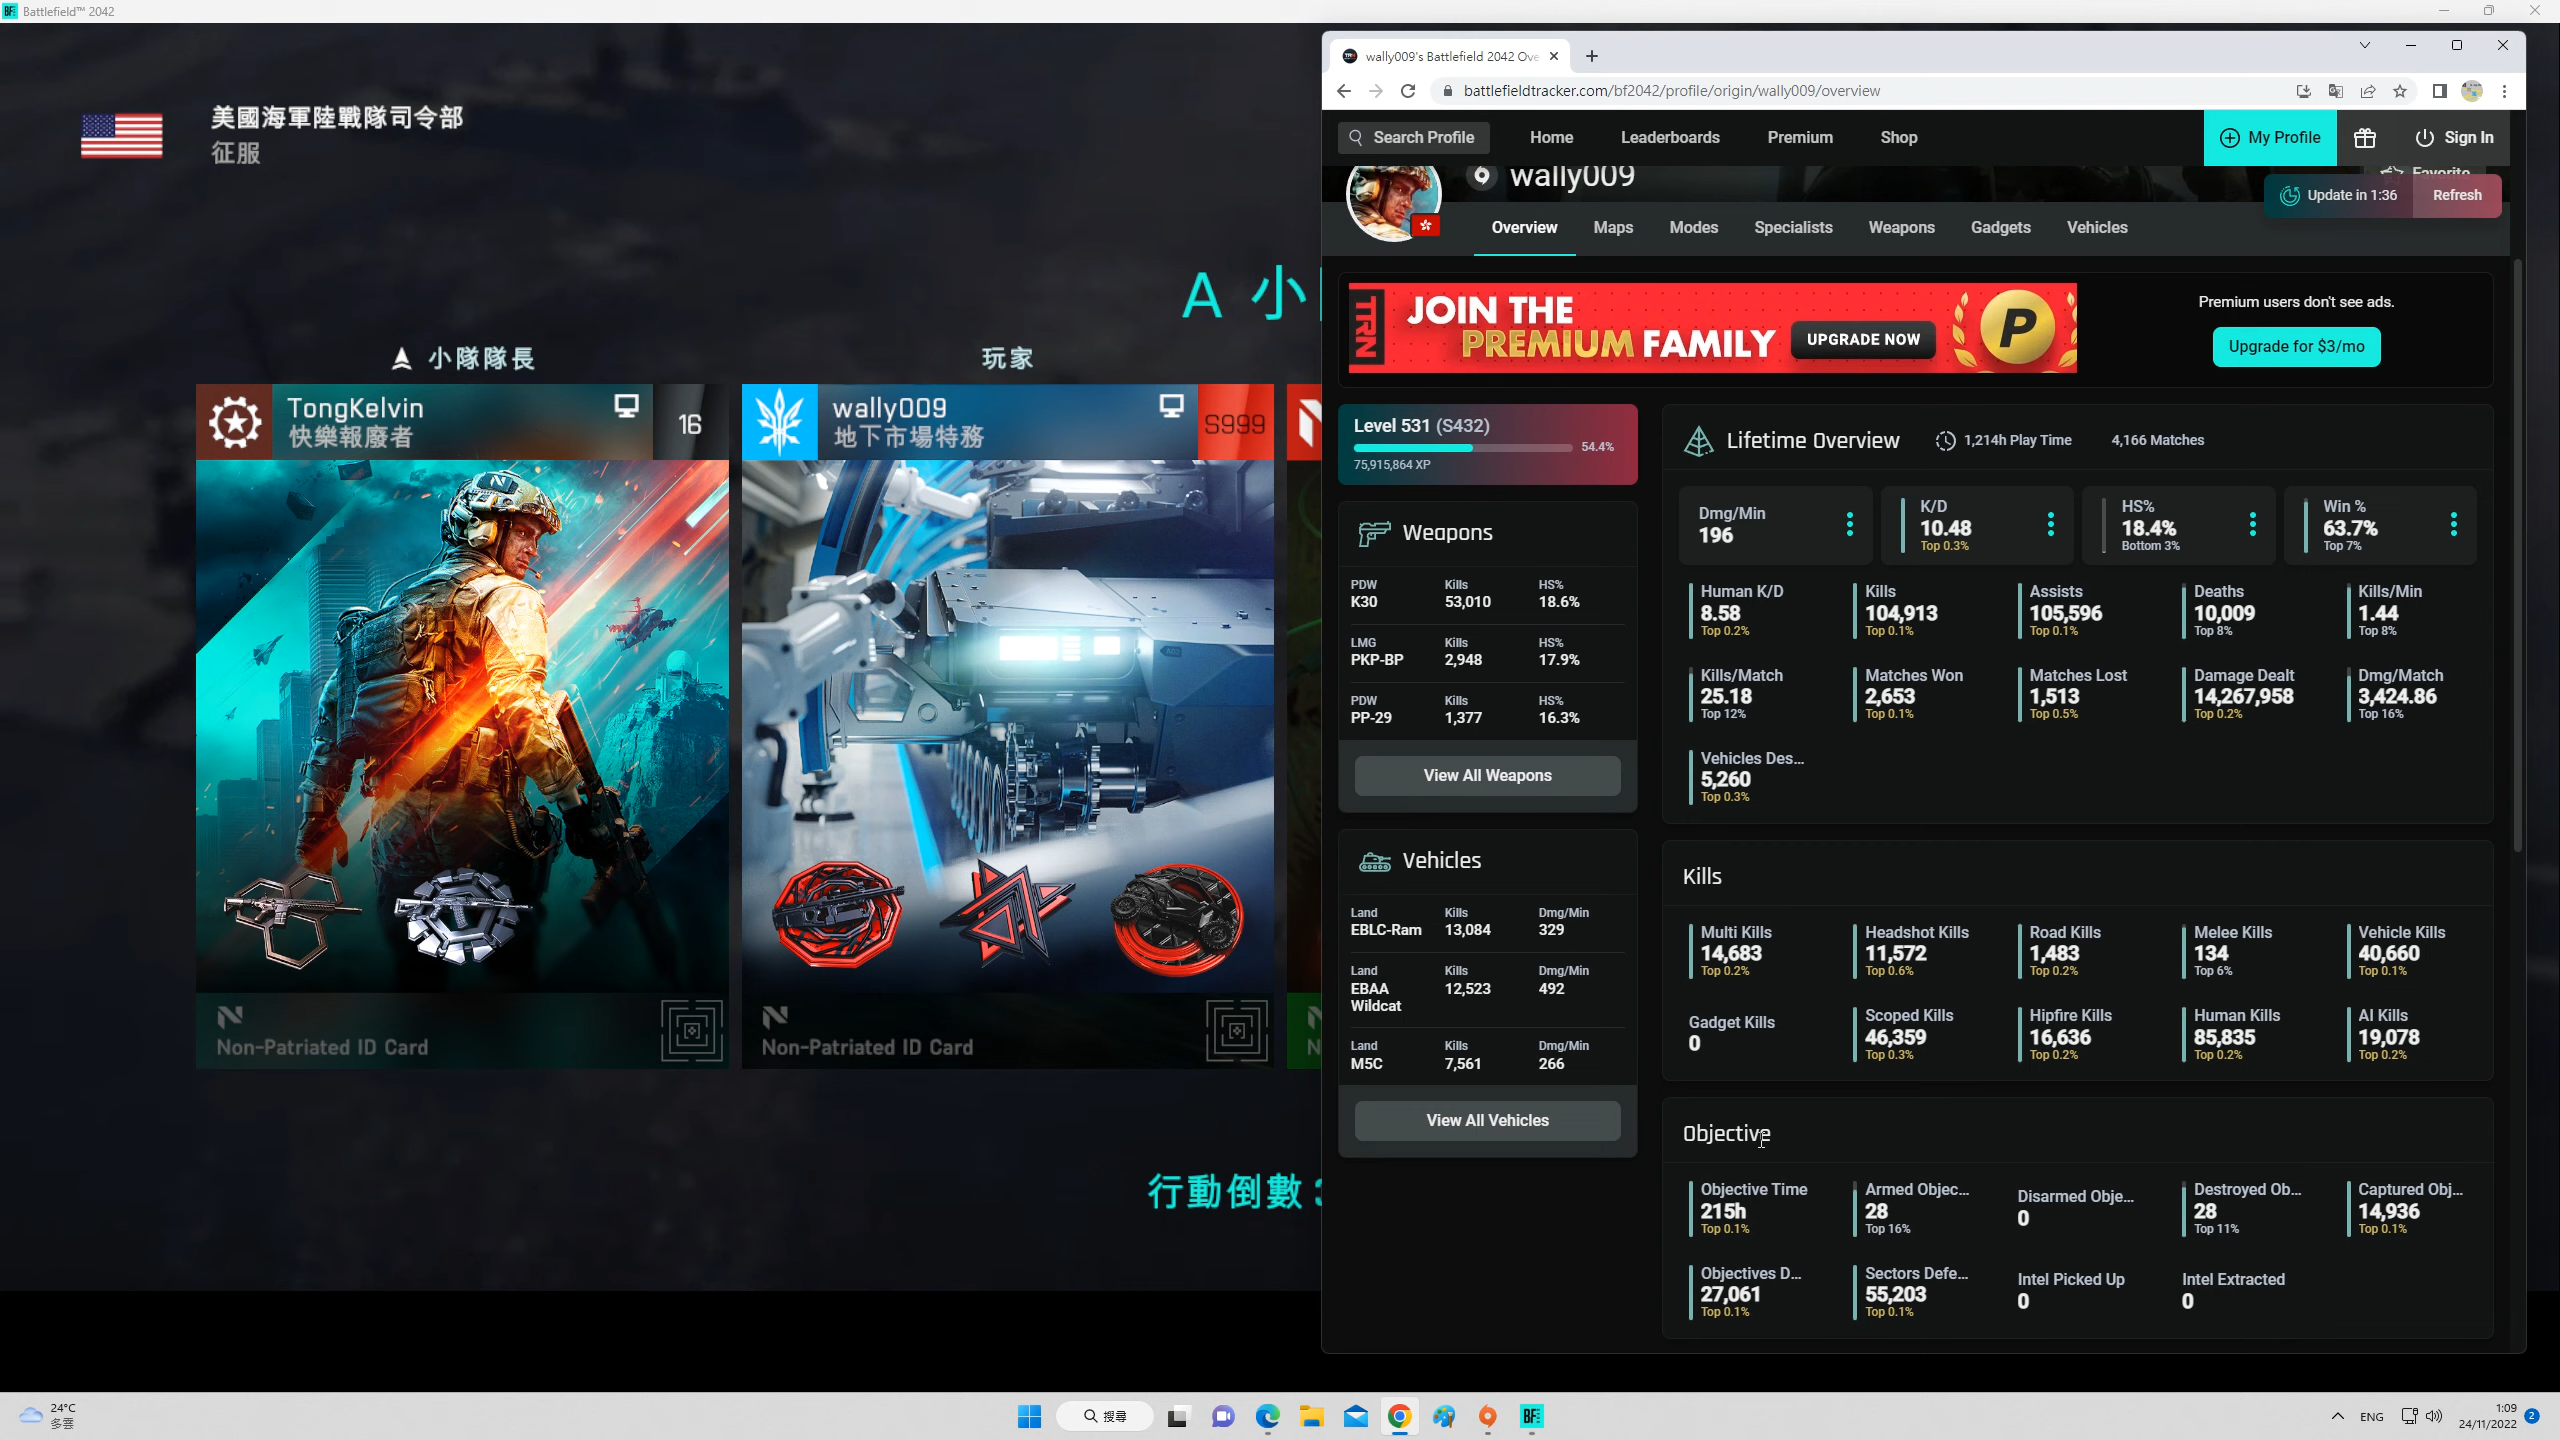 Battlefield™ 2042
美國海軍陸戰隊司令部
征服
A 小
小隊隊長
玩家
TongKelvin
快樂報廢者
16
wally009
地下市場特務
S999
Non-Patriated ID Card
Non-Patriated ID Card
行動倒數
wally009's Battlefield 2042 Ove
battlefieldtracker.com/bf2042/profile/origin/wally009/overview
Search Profile
Home
Leaderboards
Premium
Shop
My Profile
Sign In
wally009
Favorite
Update in 1:36
Refresh
Overview
Maps
Modes
Specialists
Weapons
Gadgets
Vehicles
TRN
JOIN THE
PREMIUM FAMILY
UPGRADE NOW
P
Premium users don't see ads.
Upgrade for $3/mo
Level 531 (S432)
54.4%
75,915,864 XP
Weapons
PDW Kills HS%
K30 53,010 18.6%
LMG Kills HS%
PKP-BP 2,948 17.9%
PDW Kills HS%
PP-29 1,377 16.3%
View All Weapons
Vehicles
Land Kills Dmg/Min
EBLC-Ram 13,084 329
Land Kills Dmg/Min
EBAA 12,523 492
Wildcat
Land Kills Dmg/Min
M5C 7,561 266
View All Vehicles
Lifetime Overview
1,214h Play Time
4,166 Matches
Dmg/Min
196
K/D
10.48
Top 0.3%
HS%
18.4%
Bottom 3%
Win %
63.7%
Top 7%
Human K/D
8.58
Top 0.2%
Kills
104,913
Top 0.1%
Assists
105,596
Top 0.1%
Deaths
10,009
Top 8%
Kills/Min
1.44
Top 8%
Kills/Match
25.18
Top 12%
Matches Won
2,653
Top 0.1%
Matches Lost
1,513
Top 0.5%
Damage Dealt
14,267,958
Top 0.2%
Dmg/Match
3,424.86
Top 16%
Vehicles Des...
5,260
Top 0.3%
Kills
Multi Kills
14,683
Top 0.2%
Headshot Kills
11,572
Top 0.6%
Road Kills
1,483
Top 0.2%
Melee Kills
134
Top 6%
Vehicle Kills
40,660
Top 0.1%
Gadget Kills
0
Scoped Kills
46,359
Top 0.3%
Hipfire Kills
16,636
Top 0.2%
Human Kills
85,835
Top 0.2%
AI Kills
19,078
Top 0.2%
Objective
Objective Time
215h
Top 0.1%
Armed Objec...
28
Top 16%
Disarmed Obje...
0
Destroyed Ob...
28
Top 11%
Captured Obj...
14,936
Top 0.1%
Objectives D...
27,061
Top 0.1%
Sectors Defe...
55,203
Top 0.1%
Intel Picked Up
0
Intel Extracted
0
24°C
多雲
搜尋
BF
ENG
1:09
24/11/2022
2